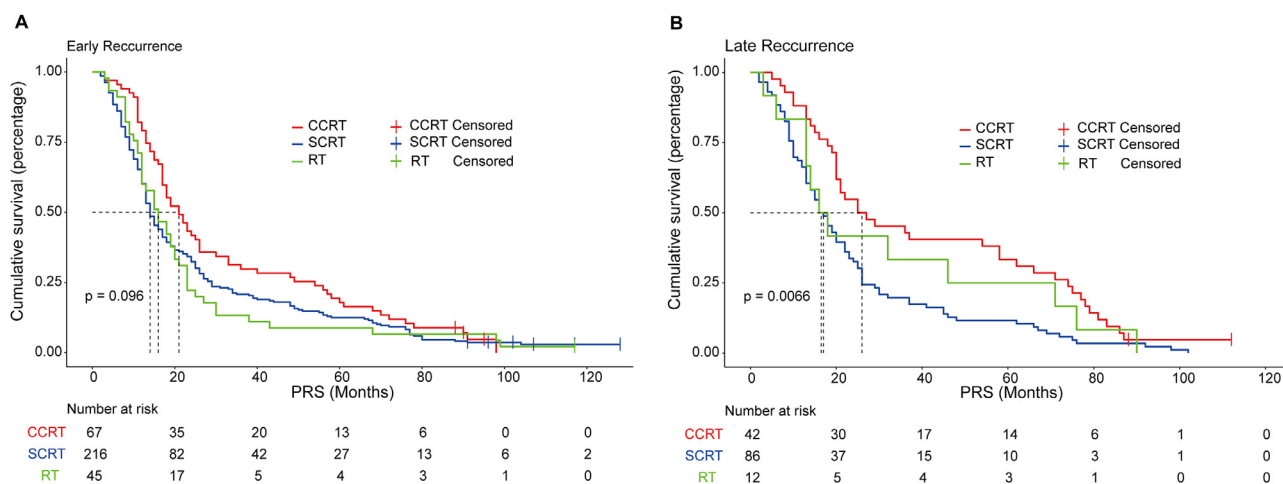 A
Early Reccurrence
Cumulative survival (percentage)
1.00
0.75
0.50
0.25
0.00
CCRT
SCRT
RT
CCRT Censored
SCRT Censored
RT Censored
p = 0.096
0 20 40 60 80 100 120
PRS (Months)
Number at risk
CCRT 67 35 20 13 6 0 0
SCRT 216 82 42 27 13 6 2
RT 45 17 5 4 3 1 0
B
Late Reccurrence
Cumulative survival (percentage)
1.00
0.75
0.50
0.25
0.00
CCRT
SCRT
RT
CCRT Censored
SCRT Censored
RT Censored
p = 0.0066
0 20 40 60 80 100 120
PRS (Months)
Number at risk
CCRT 42 30 17 14 6 1 0
SCRT 86 37 15 10 3 1 0
RT 12 5 4 3 1 0 0